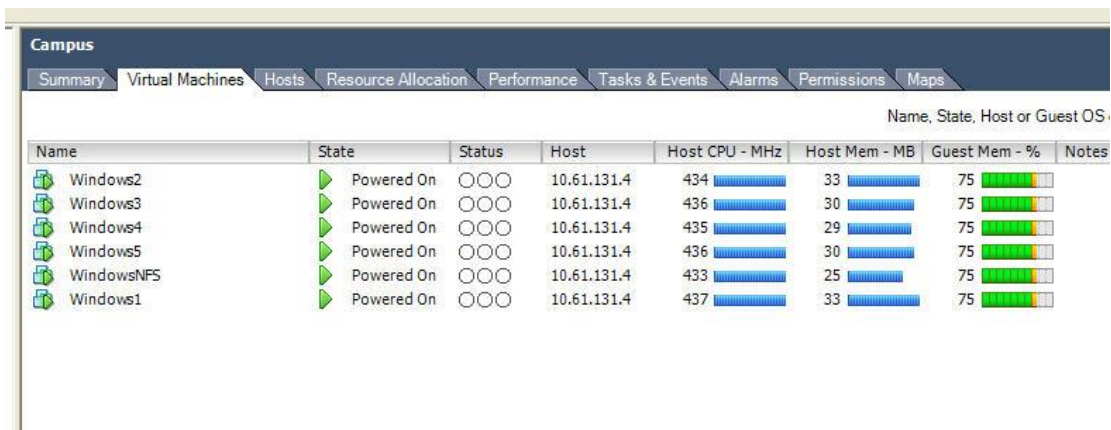 Campus
Summary Virtual Machines Hosts Resource Allocation Performance Tasks & Events Alarms Permissions Maps
Name, State, Host or Guest OS
Name State Status Host Host CPU - MHz Host Mem - MB Guest Mem - % Notes
Windows2 Powered On 10.61.131.4 434 33 75
Windows3 Powered On 10.61.131.4 436 30 75
Windows4 Powered On 10.61.131.4 435 29 75
Windows5 Powered On 10.61.131.4 436 30 75
WindowsNFS Powered On 10.61.131.4 433 25 75
Windows1 Powered On 10.61.131.4 437 33 75